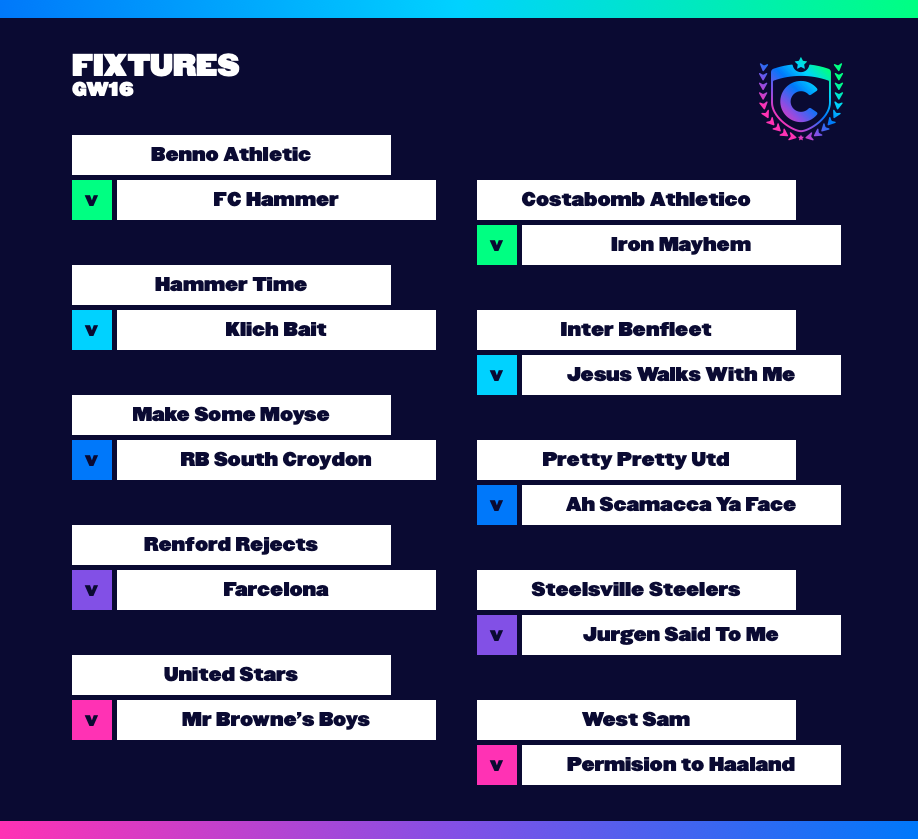 FIXTURES
GW16
Benno Athletic
v FC Hammer
Hammer Time
v Klich Bait
Make Some Moyse
v RB South Croydon
Renford Rejects
v Farcelona
United Stars
v Mr Browne’s Boys
C
Costabomb Athletico
v Iron Mayhem
Inter Benfleet
v Jesus Walks With Me
Pretty Pretty Utd
v Ah Scamacca Ya Face
Steelsville Steelers
v Jurgen Said To Me
West Sam
v Permision to Haaland